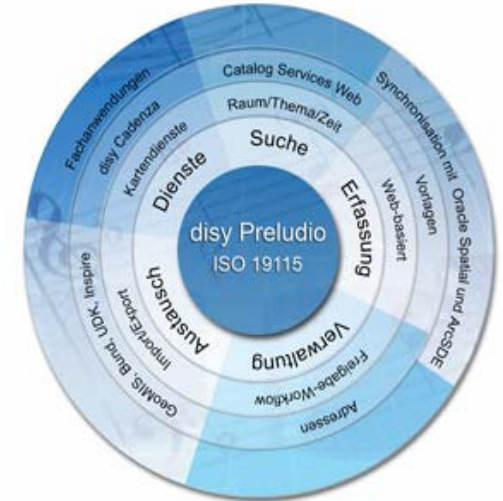 disy Preludio
ISO 19115
Suche
Raum/Thema/Zeit
Catalog Services Web
Erfassung
Web-basiert
Vorlagen
Synchronisation mit Oracle Spatial und ArcSDE
Verwaltung
Freigabe-Workflow
Adressen
Austausch
Import/Export
GeoMIS, Bund, UDK, Inspire
Dienste
Kartendienste
disy Cadenza
Fachanwendungen